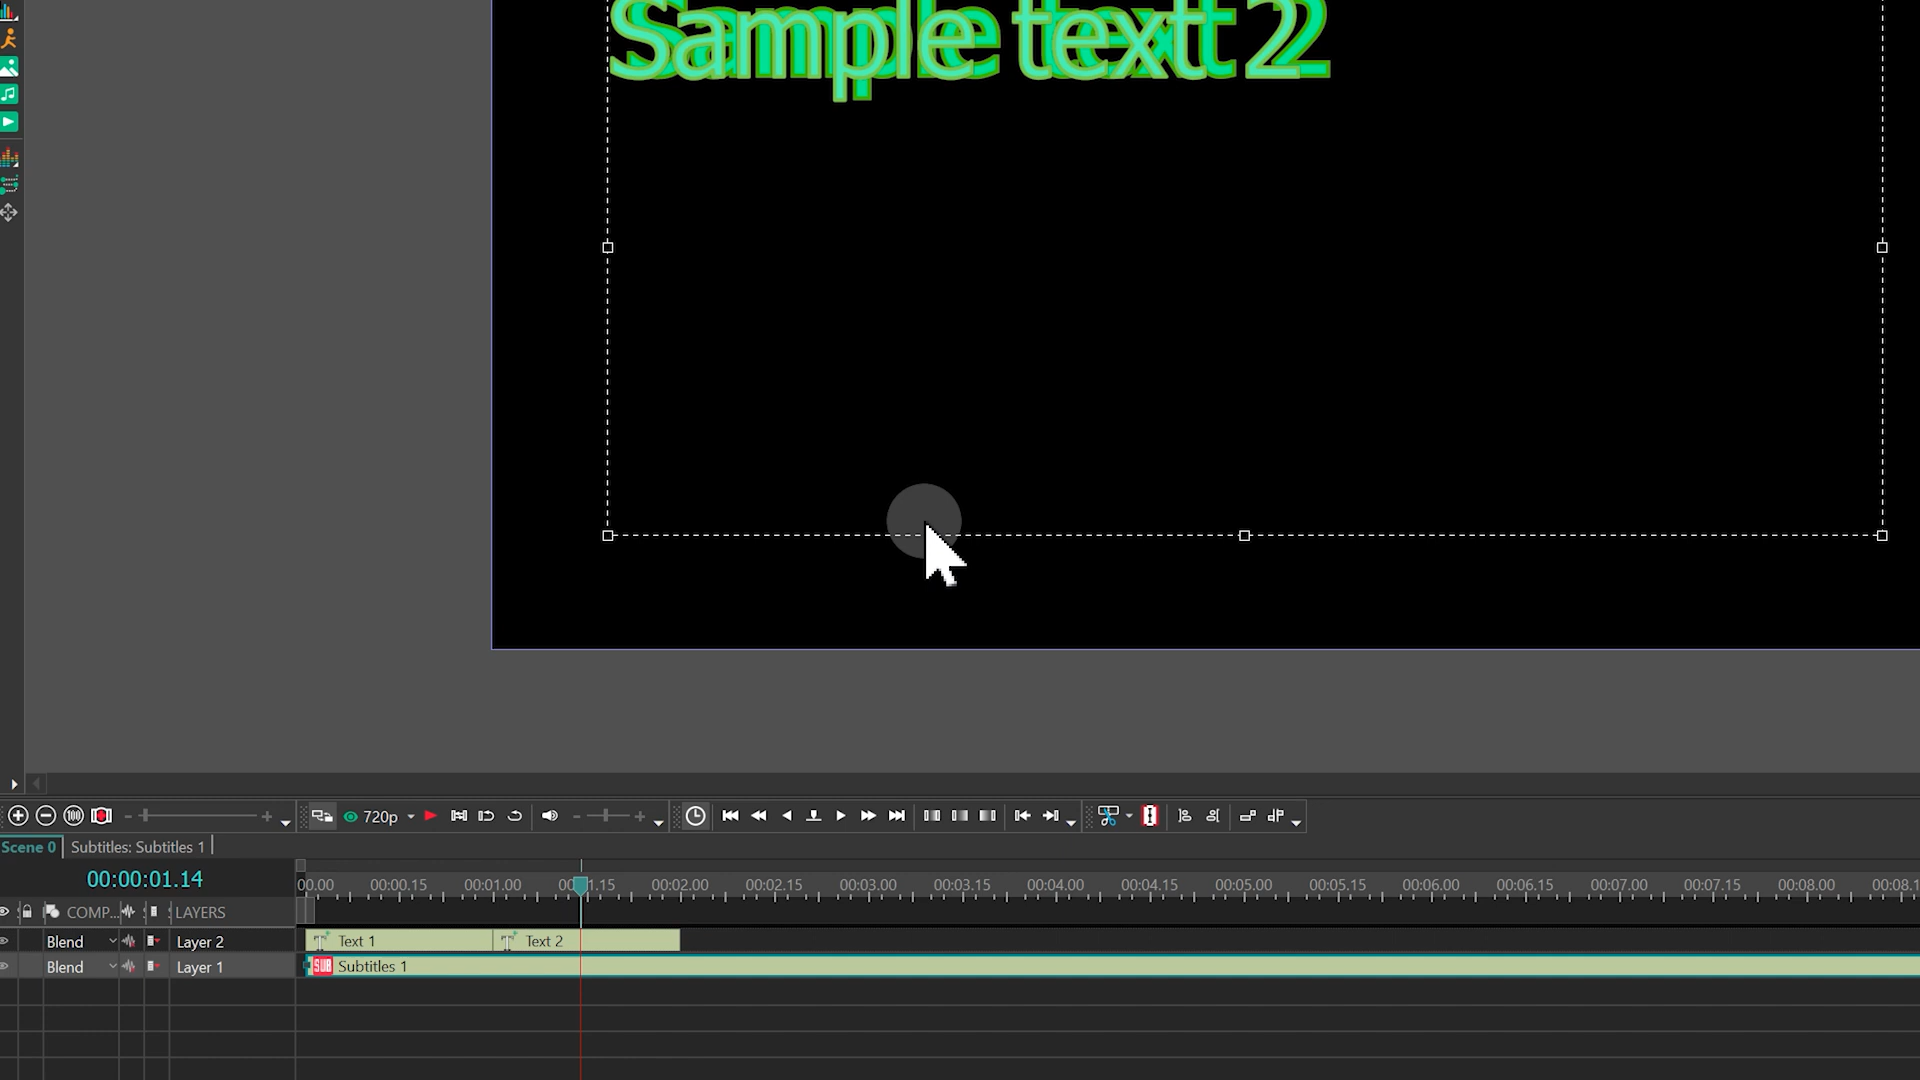 Sample text 2
720p
Scene 0 Subtitles: Subtitles 1
00:00:01.14
00.00 00:00.15 00:01.00 00:01.15 00:02.00 00:02.15 00:03.00 00:03.15 00:04.00 00:04.15 00:05.00 00:05.15 00:06.00 00:06.15 00:07.00 00:07.15 00:08.00 00:08.1
COMP... LAYERS
Blend Layer 2 Text 1 Text 2
Blend Layer 1 SUB Subtitles 1